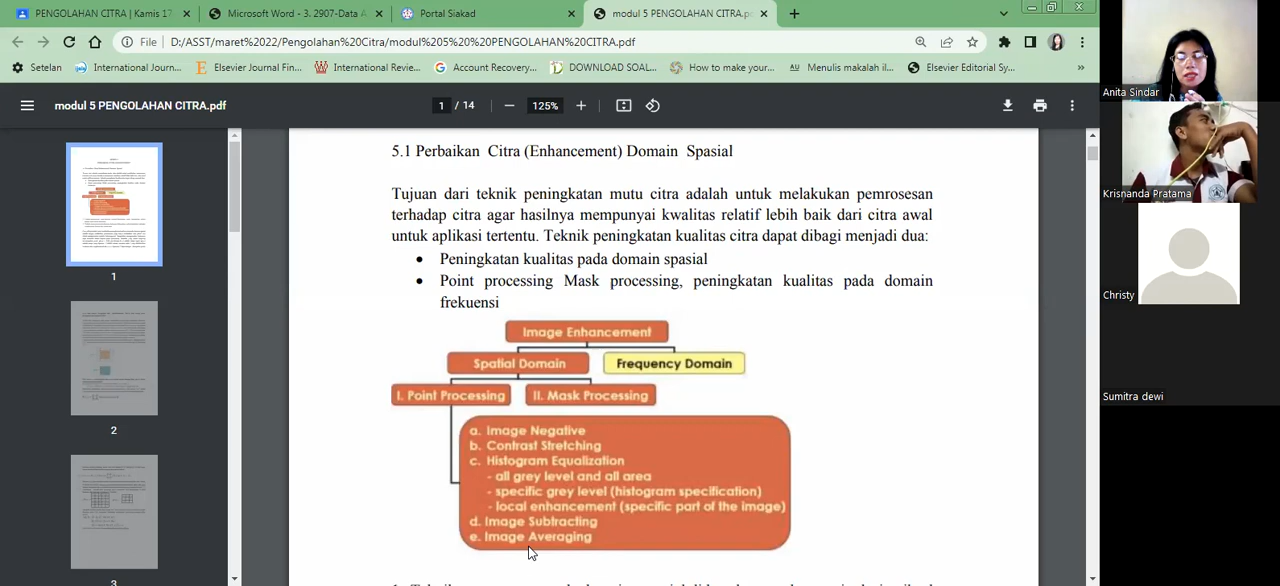 PENGOLAHAN CITRA | Kamis 17
Microsoft Word - 3. 2907-Data A
Portal Siakad
modul 5 PENGOLAHAN CITRA.pd
File
D:/ASST/maret%2022/Pengolahan%20Citra/modul%205%20%20PENGOLAHAN%20CITRA.pdf
Setelan
International Journ...
Elsevier Journal Fin...
International Revie...
Account Recovery...
DOWNLOAD SOAL...
How to make your...
Menulis makalah il...
Elsevier Editorial Sy...
»
modul 5 PENGOLAHAN CITRA.pdf
1 / 14
125%
1
2
3
5.1 Perbaikan Citra (Enhancement) Domain Spasial
Tujuan dari teknik peningkatan mutu citra adalah untuk melakukan pemrosesan
terhadap citra agar hasilnya mempunyai kwalitas relatif lebih baik dari citra awal
untuk aplikasi tertentu. Teknik peningkatan kualitas citra dapat dibagi menjadi dua:
• Peningkatan kualitas pada domain spasial
• Point processing Mask processing, peningkatan kualitas pada domain
frekuensi
Image Enhancement
Spatial Domain
Frequency Domain
I. Point Processing
II. Mask Processing
a. Image Negative
b. Contrast Stretching
c. Histogram Equalization
- all grey level and all area
- specific grey level (histogram specification)
- local enhancement (specific part of the image)
d. Image Subtracting
e. Image Averaging
Anita Sindar
Krisnanda Pratama
Christy
Sumitra dewi